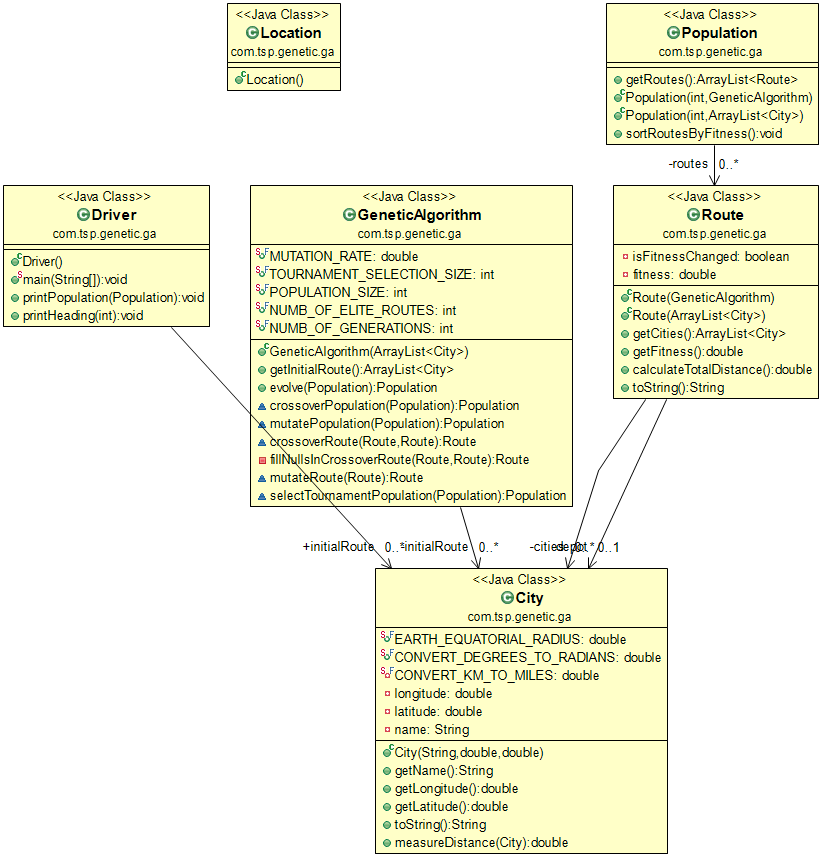 <<Java Class>>
Location
com.tsp.genetic.ga
Location()
<<Java Class>>
Population
com.tsp.genetic.ga
getRoutes():ArrayList<Route>
Population(int,GeneticAlgorithm)
Population(int,ArrayList<City>)
sortRoutesByFitness():void
-routes 0..*
<<Java Class>>
Driver
com.tsp.genetic.ga
Driver()
main(String[]):void
printPopulation(Population):void
printHeading(int):void
<<Java Class>>
GeneticAlgorithm
com.tsp.genetic.ga
MUTATION_RATE: double
TOURNAMENT_SELECTION_SIZE: int
POPULATION_SIZE: int
NUMB_OF_ELITE_ROUTES: int
NUMB_OF_GENERATIONS: int
GeneticAlgorithm(ArrayList<City>)
getInitialRoute():ArrayList<City>
evolve(Population):Population
crossoverPopulation(Population):Population
mutatePopulation(Population):Population
crossoverRoute(Route,Route):Route
fillNullsInCrossoverRoute(Route,Route):Route
mutateRoute(Route):Route
selectTournamentPopulation(Population):Population
<<Java Class>>
Route
com.tsp.genetic.ga
isFitnessChanged: boolean
fitness: double
Route(GeneticAlgorithm)
Route(ArrayList<City>)
getCities():ArrayList<City>
getFitness():double
calculateTotalDistance():double
toString():String
+initialRoute 0..*
-initialRoute 0..*
-cities 0..*
0..1
<<Java Class>>
City
com.tsp.genetic.ga
EARTH_EQUATORIAL_RADIUS: double
CONVERT_DEGREES_TO_RADIANS: double
CONVERT_KM_TO_MILES: double
longitude: double
latitude: double
name: String
City(String,double,double)
getName():String
getLongitude():double
getLatitude():double
toString():String
measureDistance(City):double